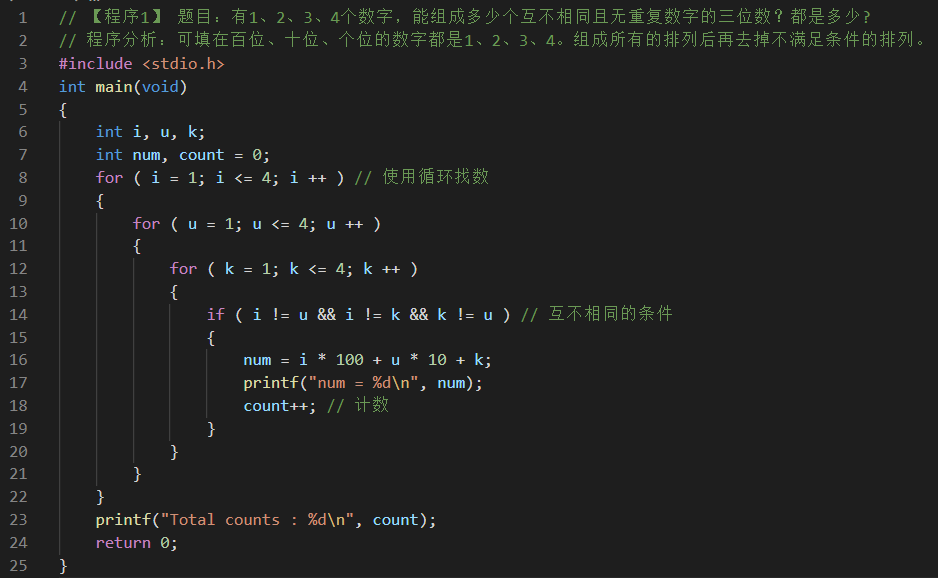 1 // 【程序1】 题目：有1、2、3、4个数字，能组成多少个互不相同且无重复数字的三位数？都是多少？
2 // 程序分析：可填在百位、十位、个位的数字都是1、2、3、4。组成所有的排列后再去掉不满足条件的排列。
3 #include <stdio.h>
4 int main(void)
5 {
6     int i, u, k;
7     int num, count = 0;
8     for ( i = 1; i <= 4; i ++ ) // 使用循环找数
9     {
10         for ( u = 1; u <= 4; u ++ )
11         {
12             for ( k = 1; k <= 4; k ++ )
13             {
14                 if ( i != u && i != k && k != u ) // 互不相同的条件
15                 {
16                     num = i * 100 + u * 10 + k;
17                     printf("num = %d\n", num);
18                     count++; // 计数
19                 }
20             }
21         }
22     }
23     printf("Total counts : %d\n", count);
24     return 0;
25 }